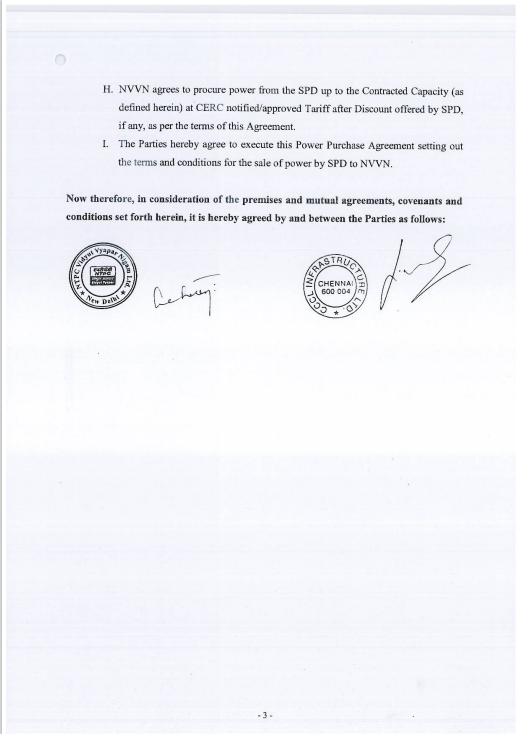 H. NVVN agrees to procure power from the SPD up to the Contracted Capacity (as
defined herein) at CERC notified/approved Tariff after Discount offered by SPD,
if any, as per the terms of this Agreement.
I. The Parties hereby agree to execute this Power Purchase Agreement setting out
the terms and conditions for the sale of power by SPD to NVVN.
Now therefore, in consideration of the premises and mutual agreements, covenants and
conditions set forth herein, it is hereby agreed by and between the Parties as follows:
NTPC Vidyut Vyapar Nigam Ltd.
NTPC
★ New Delhi ★
CCCL INFRASTRUCTURE LTD. ★
CHENNAI
600 004
- 3 -